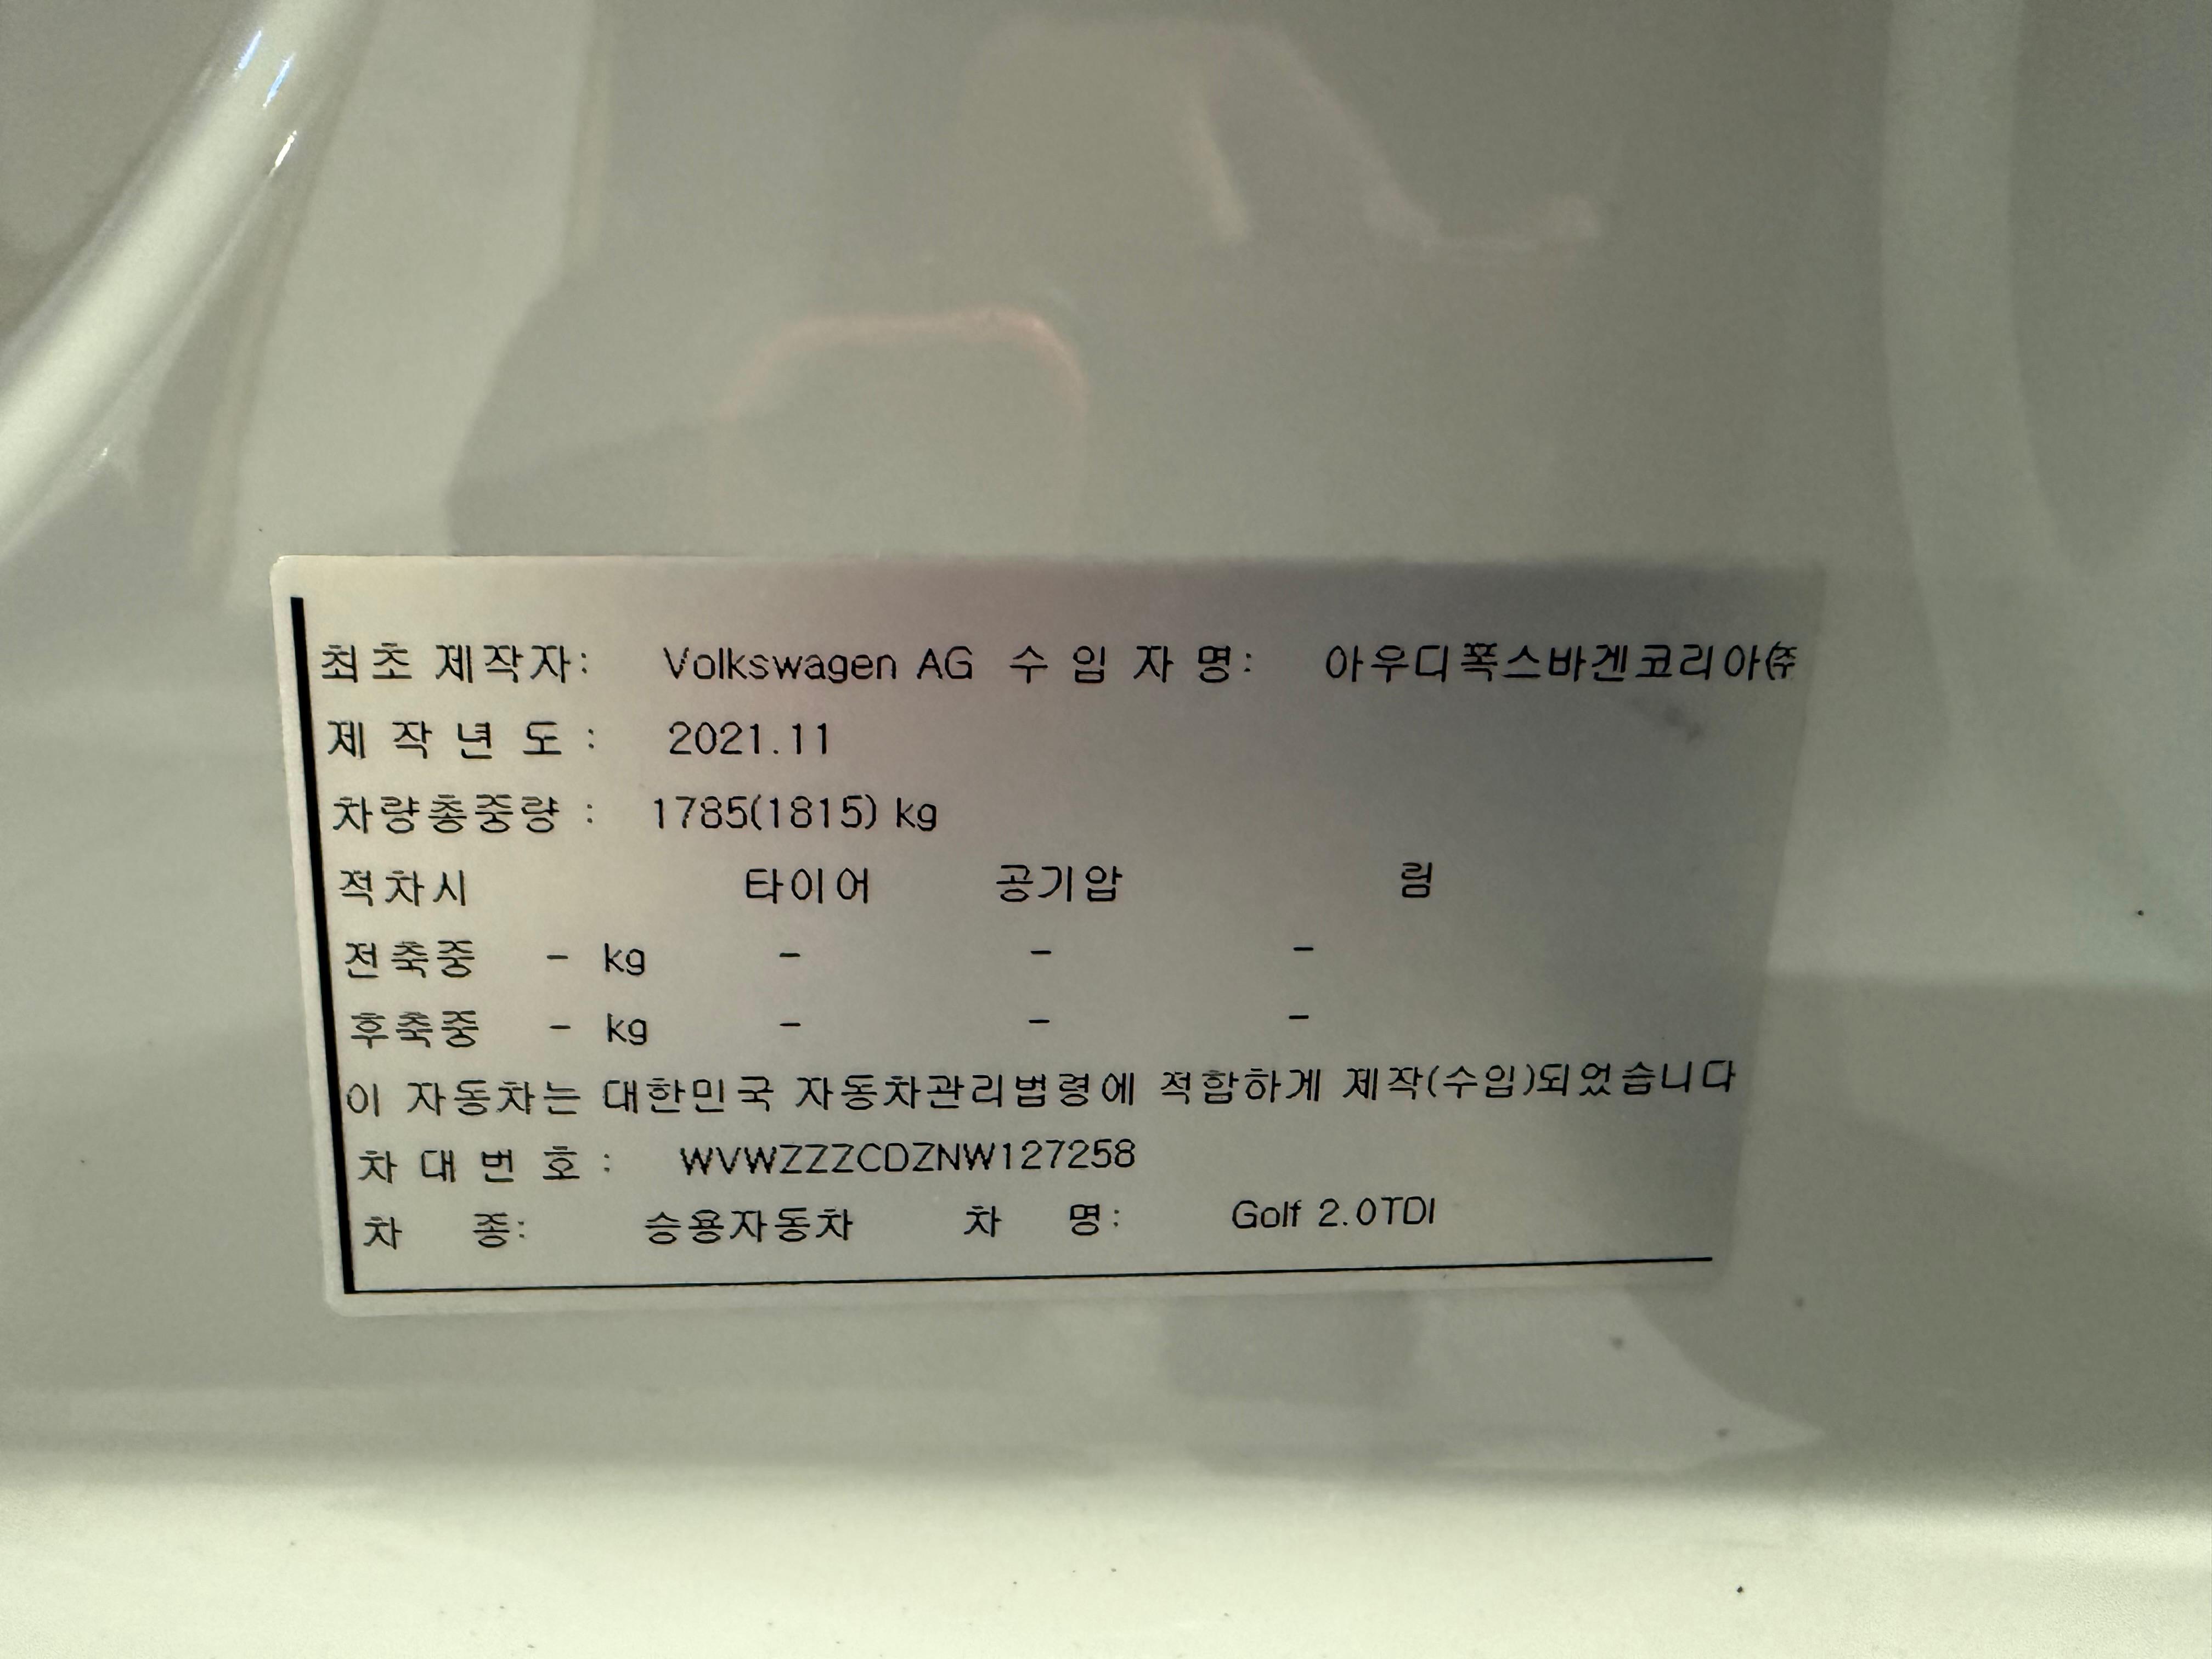 최초 제작자: Volkswagen AG 수 입 자 명: 아우디폭스바겐코리아㈜
제 작 년 도 : 2021.11
차량총중량 : 1785(1815) kg
적차시 타이어 공기압 림
전축중 - kg - - -
후축중 - kg - - -
이 자동차는 대한민국 자동차관리법령에 적합하게 제작(수입)되었습니다
차 대 번 호 : WVWZZZCDZNW127258
차 종: 승용자동차 차 명: Golf 2.0TDI